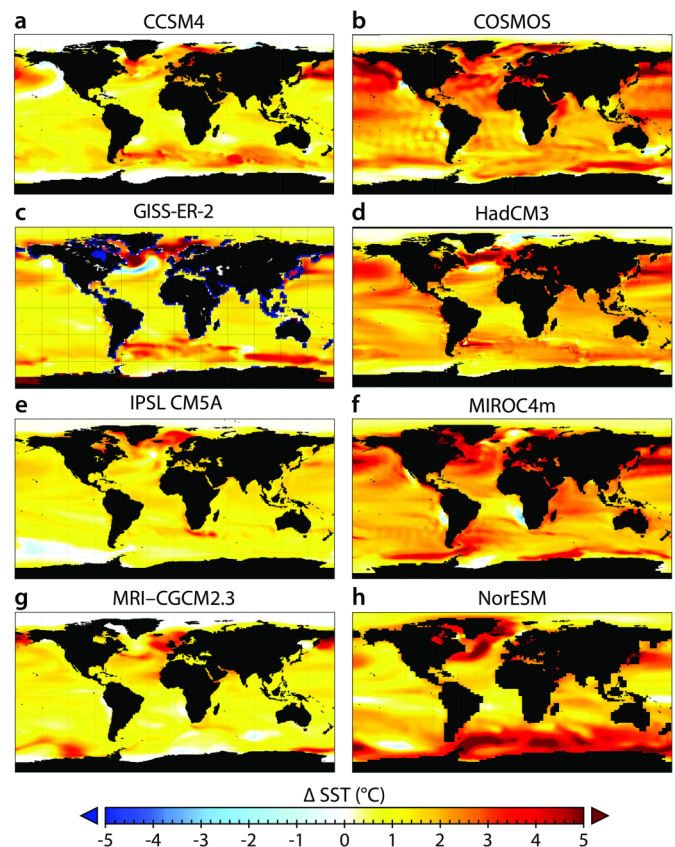 a CCSM4
b COSMOS
c GISS-ER-2
d HadCM3
e IPSL CM5A
f MIROC4m
g MRI–CGCM2.3
h NorESM
Δ SST (°C)
-5 -4 -3 -2 -1 0 1 2 3 4 5